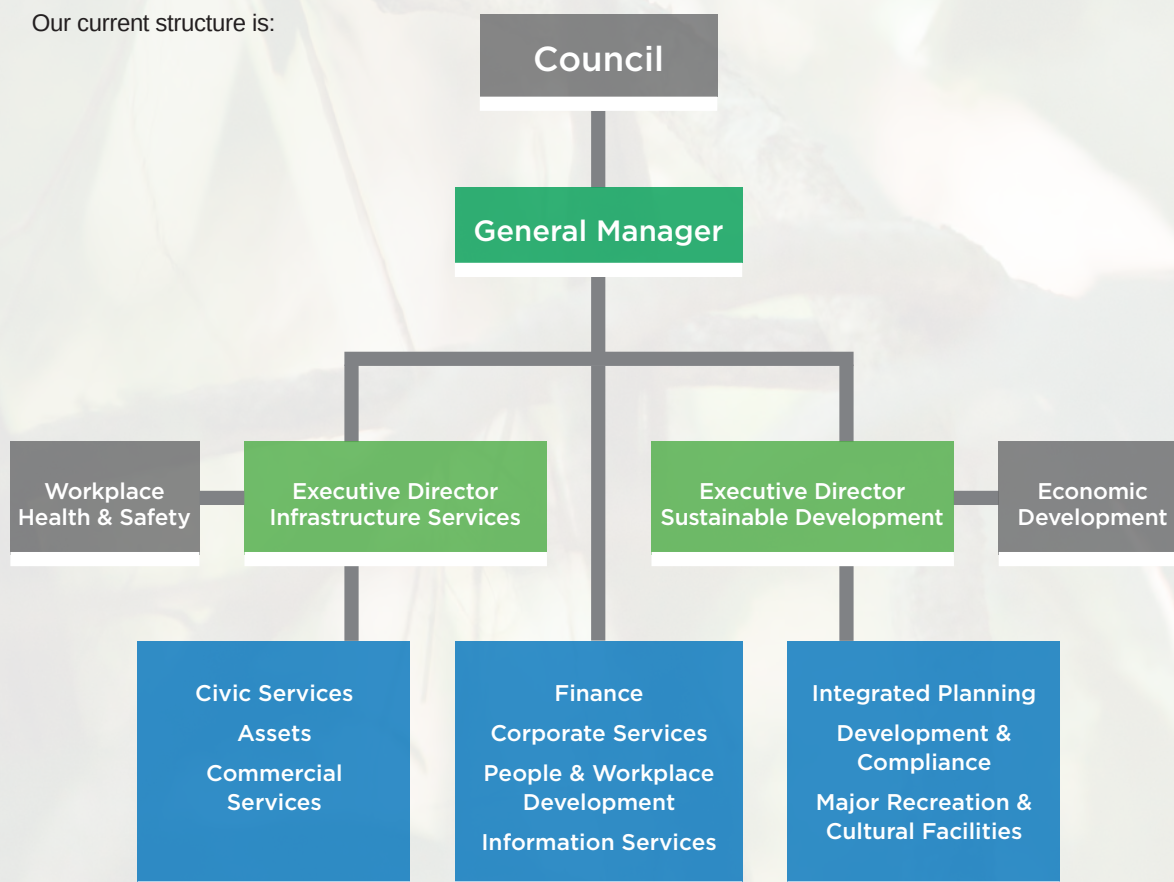 Our current structure is:
Council
General Manager
Workplace
Health & Safety
Executive Director
Infrastructure Services
Executive Director
Sustainable Development
Economic
Development
Civic Services
Assets
Commercial
Services
Finance
Corporate Services
People & Workplace
Development
Information Services
Integrated Planning
Development &
Compliance
Major Recreation &
Cultural Facilities